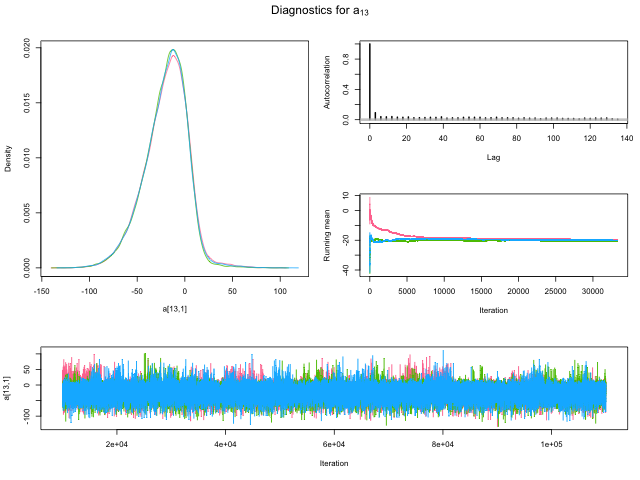 Diagnostics for a13
0.020
0.015
0.010
0.005
0.000
Density
-150 -100 -50 0 50 100
a[13,1]
0.8
0.4
0.0
Autocorrelation
0 20 40 60 80 100 120 140
Lag
10
0
-20
-40
Running mean
0 5000 10000 15000 20000 25000 30000
Iteration
50
0
-100
a[13,1]
2e+04 4e+04 6e+04 8e+04 1e+05
Iteration